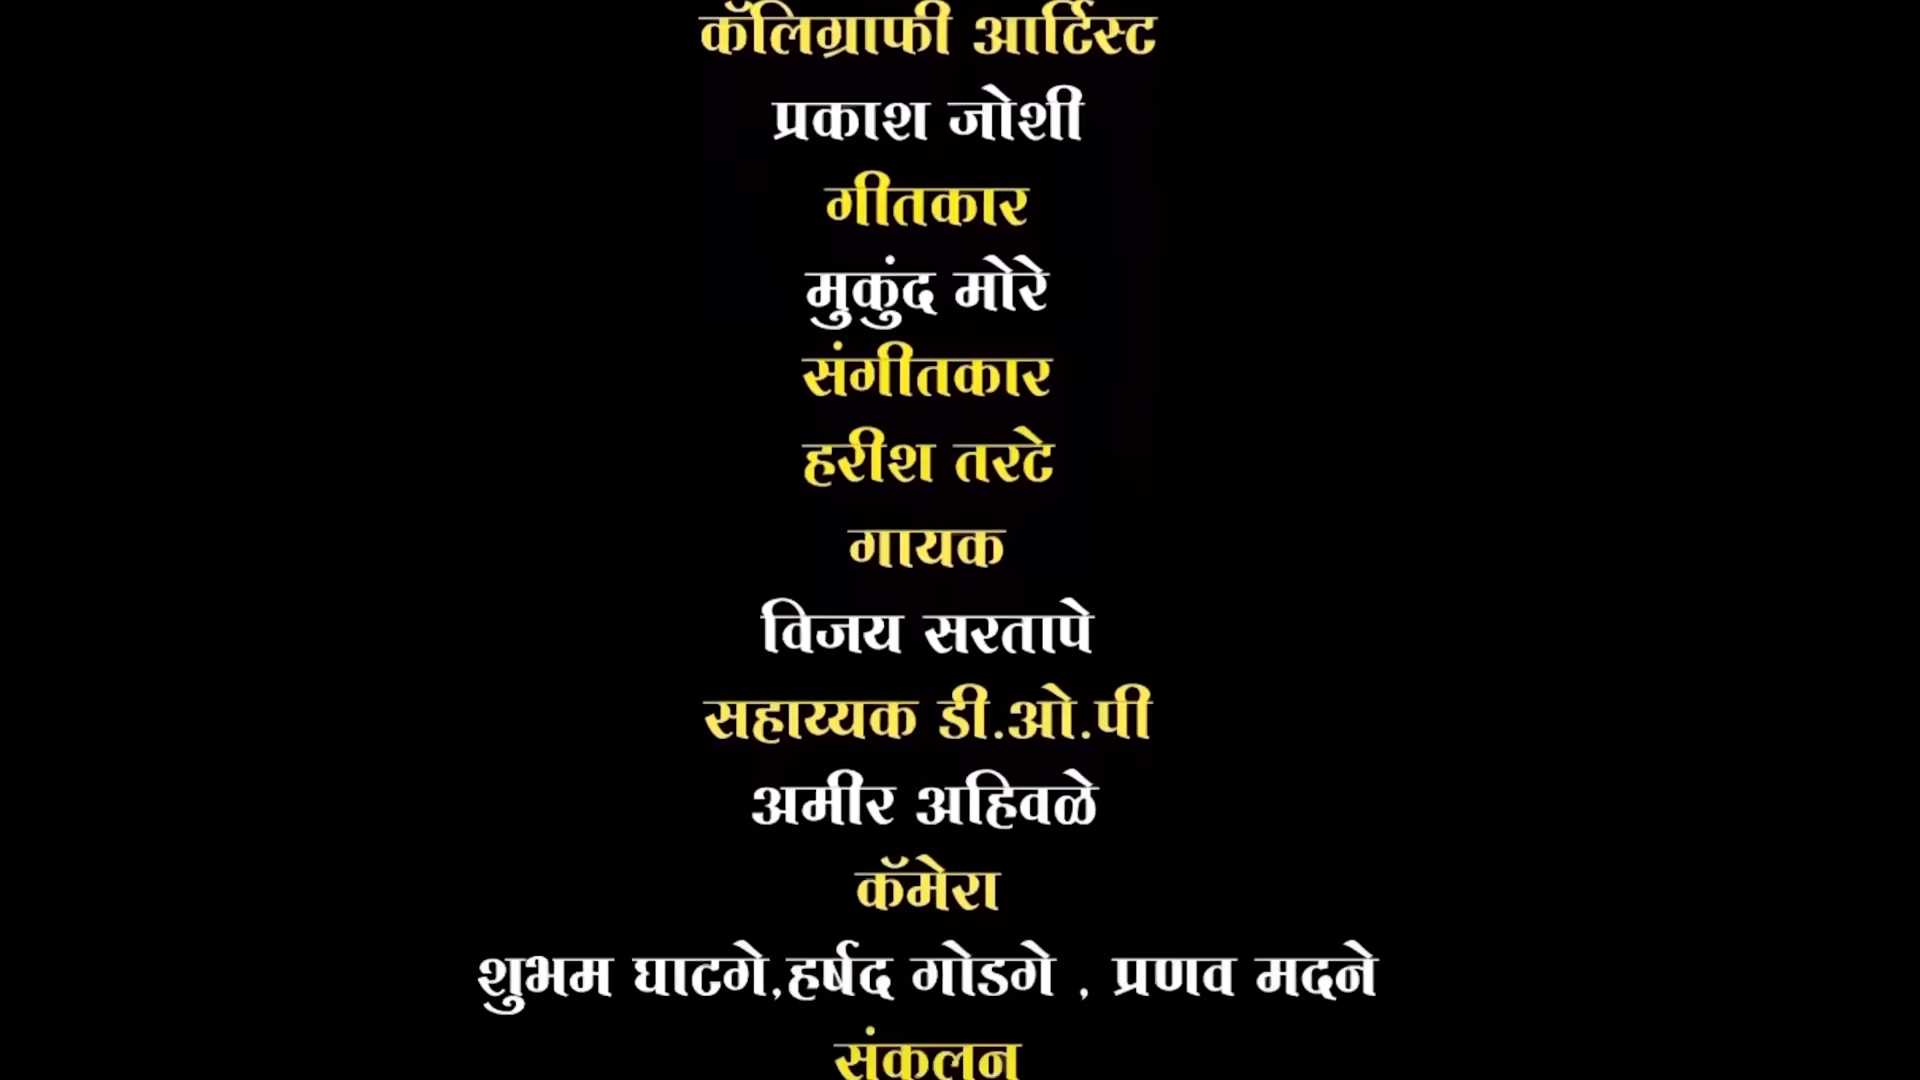 कॅलिग्राफी आर्टिस्ट
प्रकाश जोशी
गीतकार
मुकुंद मोरे
संगीतकार
हरीश तरटे
गायक
विजय सरतापे
सहाय्यक डी.ओ.पी
अमीर अहिवळे
कॅमेरा
शुभम घाटगे,हर्षद गोडगे , प्रणव मदने
संकलन